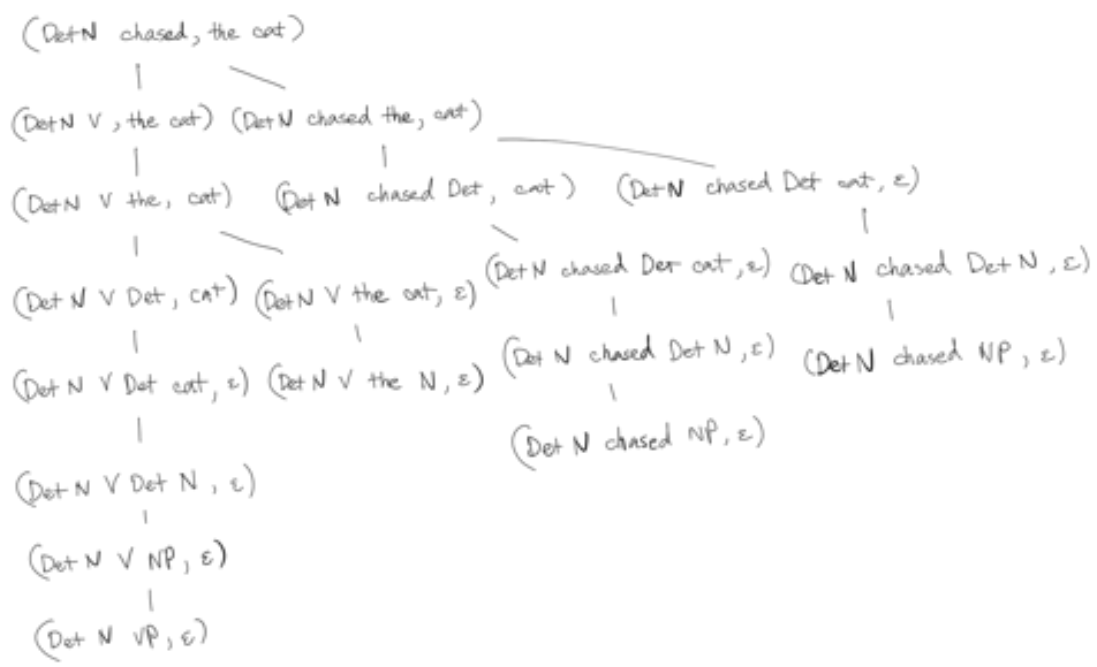 (Det N chased, the cat)
(Det N V, the cat) (Det N chased the, cat)
(Det N V the, cat) (Det N chased Det, cat) (Det N chased Det cat, ε)
(Det N V Det, cat) (Det N V the cat, ε) (Det N chased Der cat, ε) (Det N chased Det N, ε)
(Det N V Det cat, ε) (Det N V the N, ε) (Det N chased Det N, ε) (Det N chased NP, ε)
(Det N chased NP, ε)
(Det N V Det N, ε)
(Det N V NP, ε)
(Det N VP, ε)